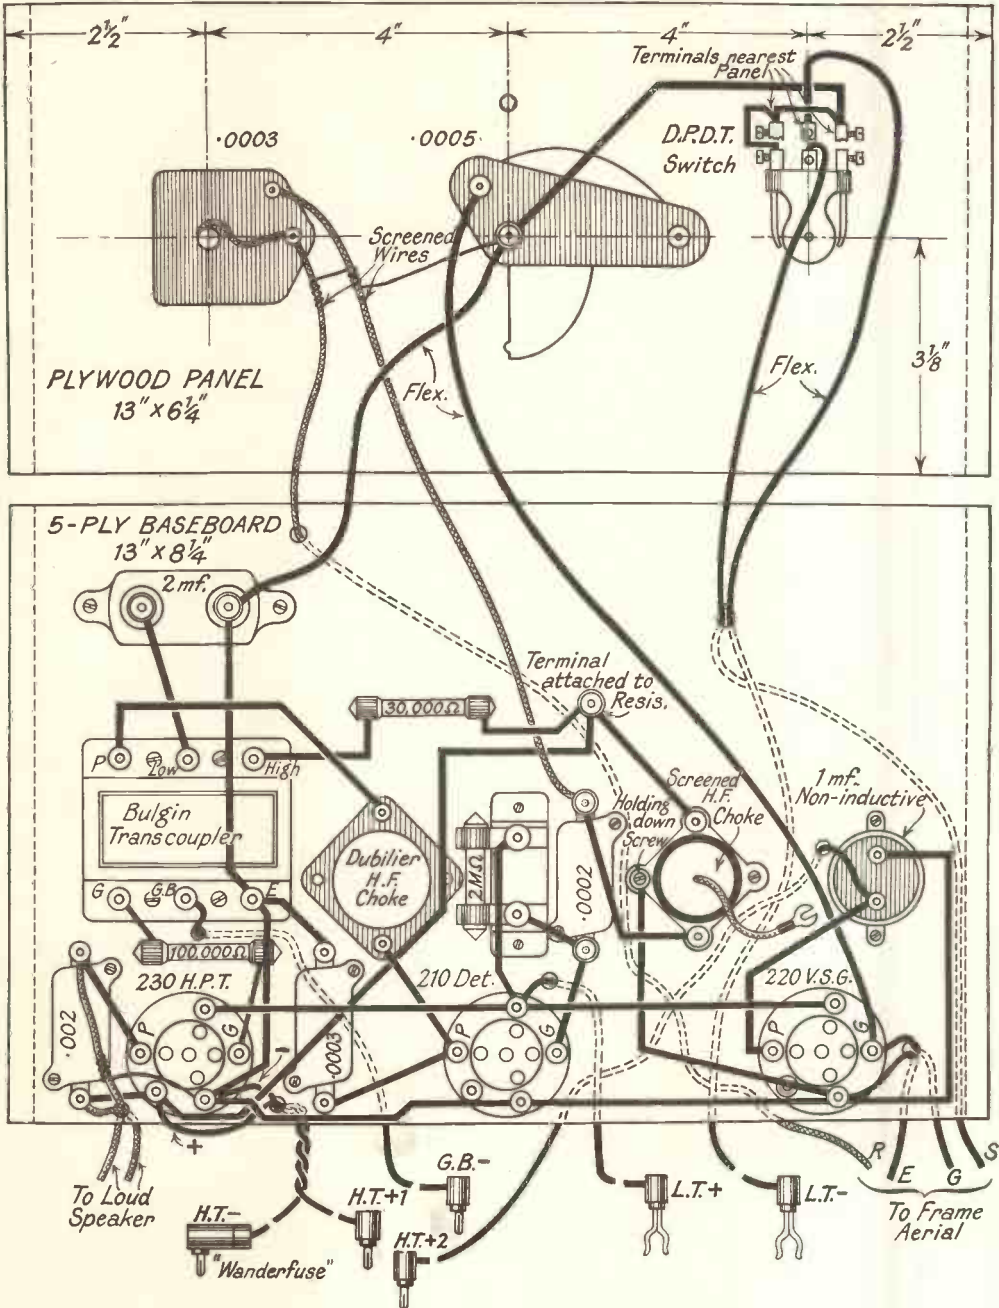 2½"
4"
4"
2½"
Terminals nearest
Panel
.0003
.0005
D.P.D.T.
Switch
Screened
Wires
PLYWOOD PANEL
13" x 6¼"
Flex.
Flex.
3⅛"
5-PLY BASEBOARD
13" x 8¼"
2 mf.
Terminal
attached to
Resis.
30,000Ω
P
Low
High
Bulgin
Transcoupler
Screened
H.F.
Choke
Holding
down
Screw
1 mf.
Non-inductive
Dubilier
H.F.
Choke
2 MΩ
.0002
G
G.B
E
100,000Ω
230 H.P.T.
210 Det.
220 V.S.G.
.002
P
G
-
.0003
P
G
P
G
+
R
E
G
S
To Loud
Speaker
G.B.-
L.T.+
L.T.-
To Frame
Aerial
H.T.-
H.T.+1
H.T.+2
"Wanderfuse"